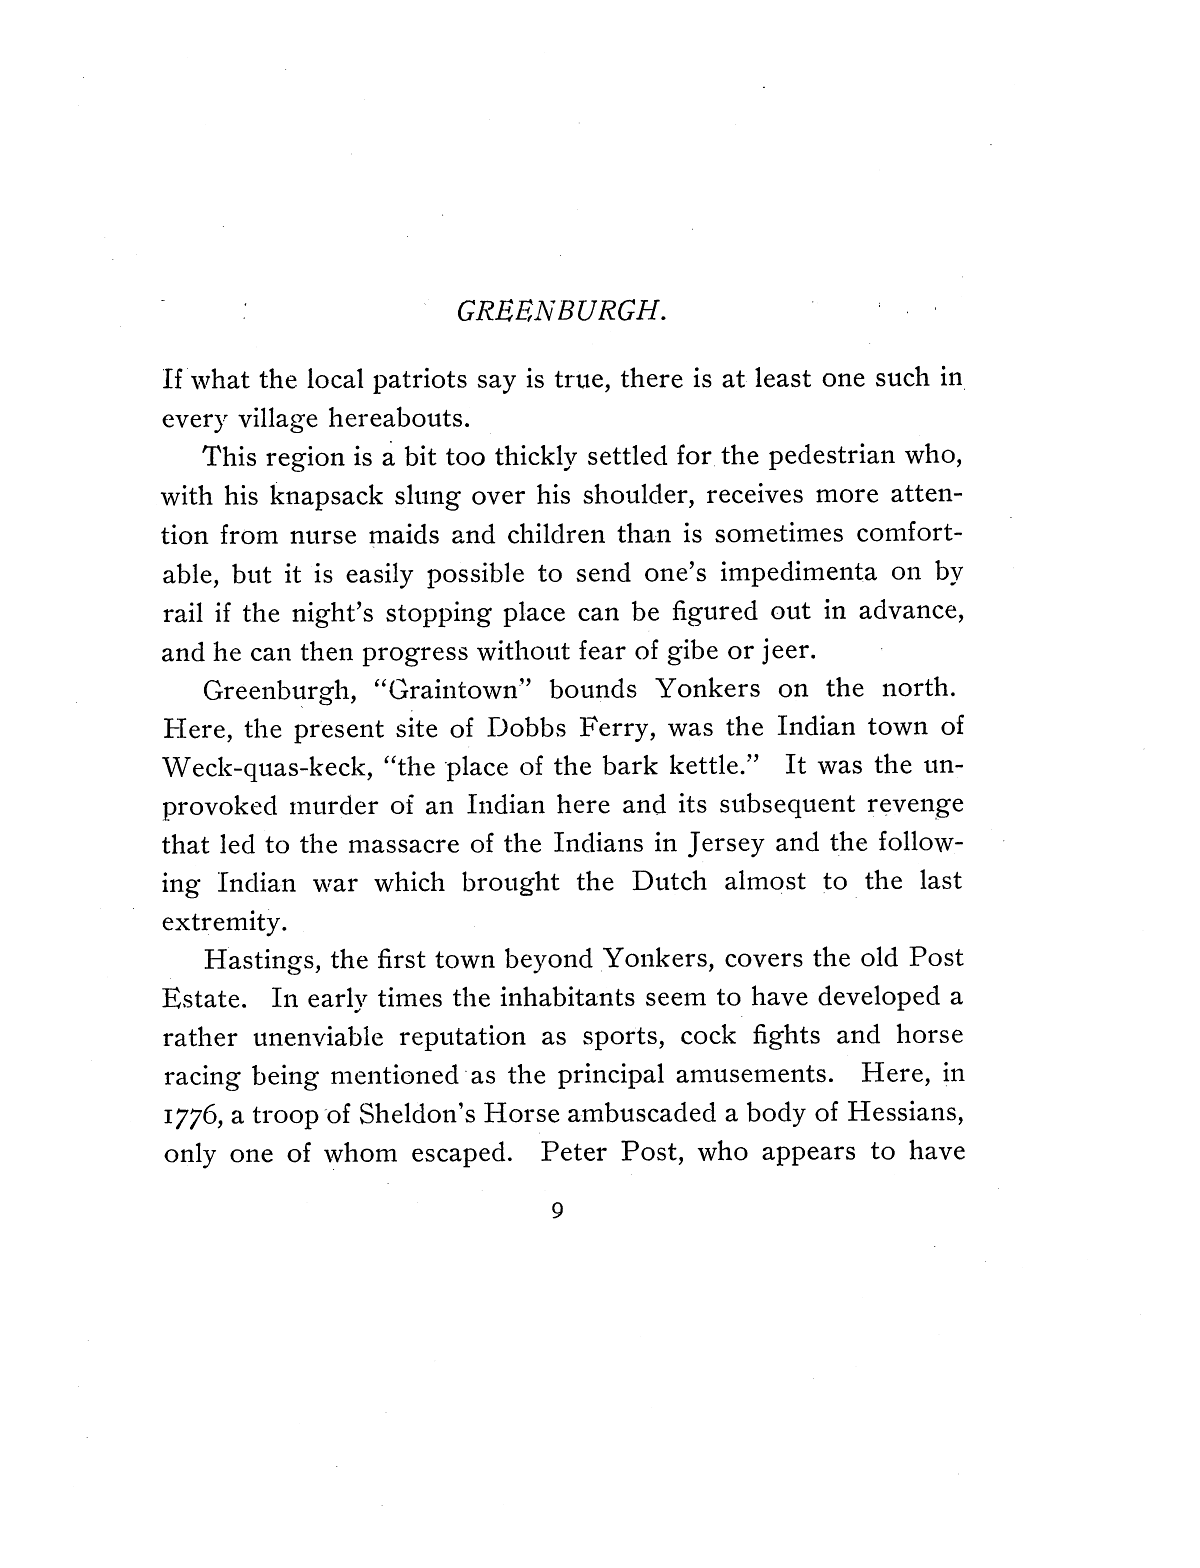 GREENBURGH.
If what the local patriots say is true, there is at least one such in
every village hereabouts.
This region is a bit too thickly settled for the pedestrian who,
with his knapsack slung over his shoulder, receives more atten-
tion from nurse maids and children than is sometimes comfort-
able, but it is easily possible to send one's impedimenta on by
rail if the night's stopping place can be figured out in advance,
and he can then progress without fear of gibe or jeer.
Greenburgh, “Graintown” bounds Yonkers on the north.
Here, the present site of Dobbs Ferry, was the Indian town of
Weck-quas-keck, “the place of the bark kettle.” It was the un-
provoked murder of an Indian here and its subsequent revenge
that led to the massacre of the Indians in Jersey and the follow-
ing Indian war which brought the Dutch almost to the last
extremity.
Hastings, the first town beyond Yonkers, covers the old Post
Estate. In early times the inhabitants seem to have developed a
rather unenviable reputation as sports, cock fights and horse
racing being mentioned as the principal amusements. Here, in
1776, a troop of Sheldon's Horse ambuscaded a body of Hessians,
only one of whom escaped. Peter Post, who appears to have
9